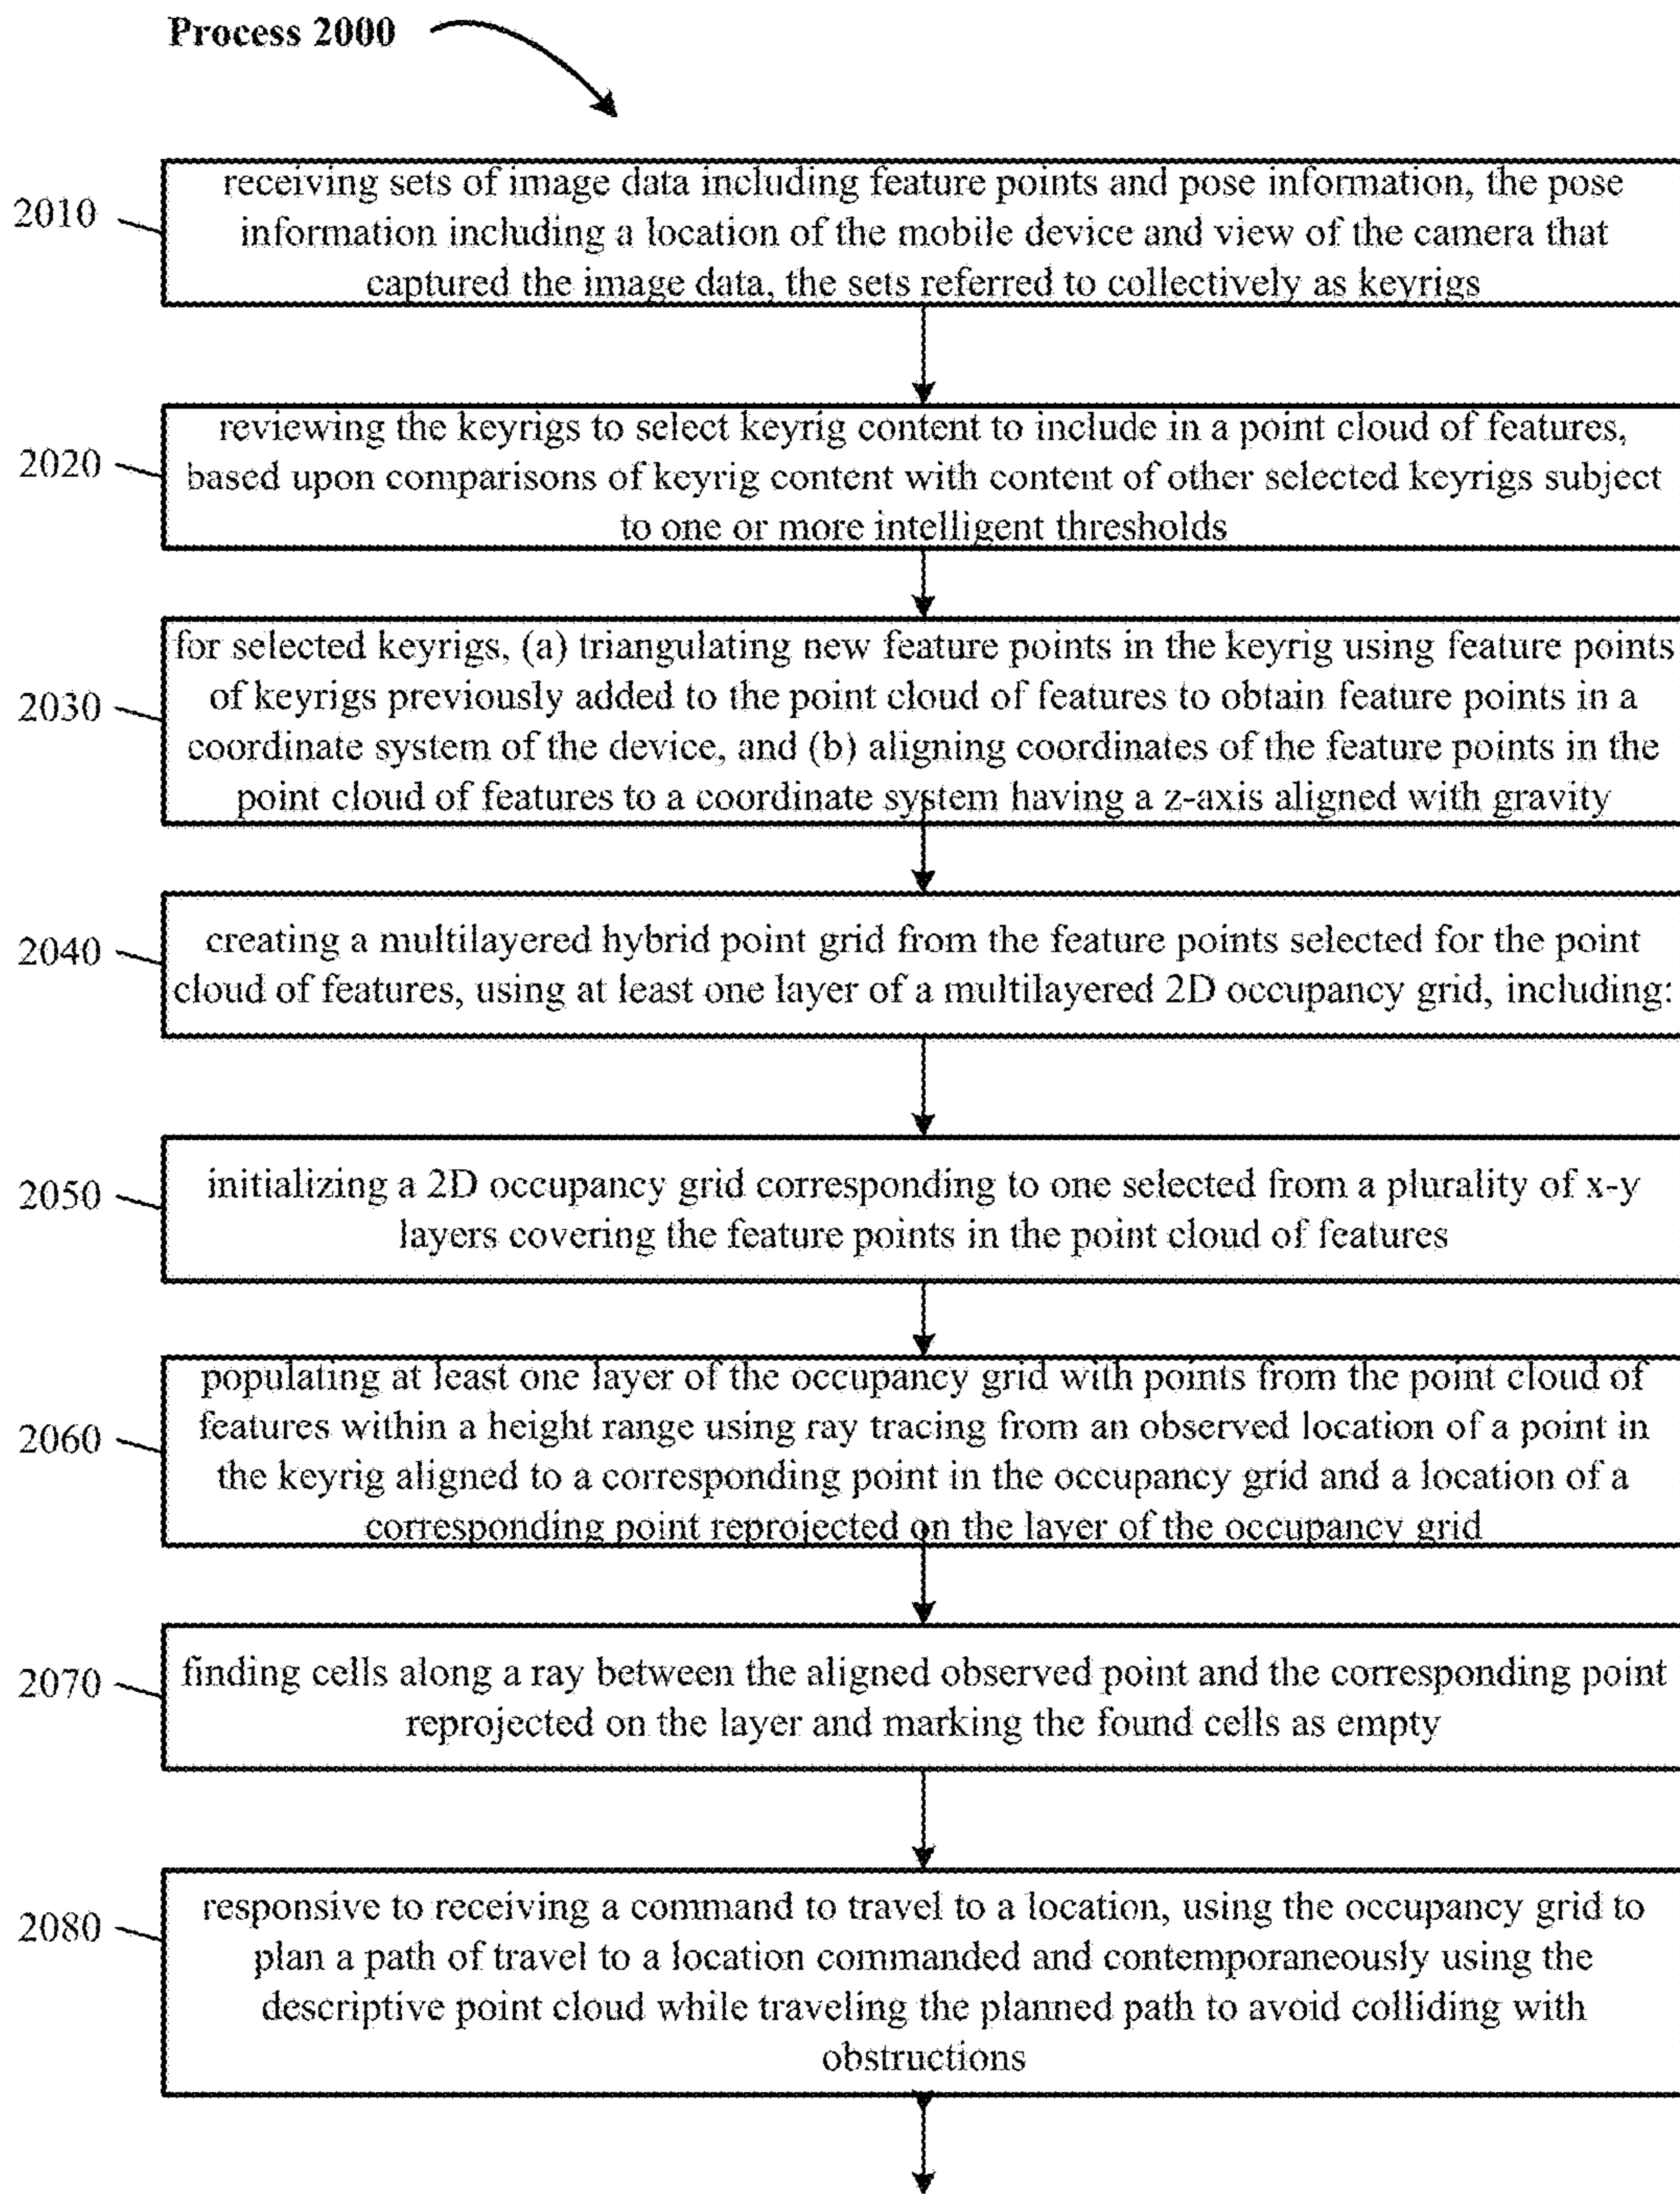 Process 2000
2010
receiving sets of image data including feature points and pose information, the pose
information including a location of the mobile device and view of the camera that
captured the image data, the sets referred to collectively as keyrigs
2020
reviewing the keyrigs to select keyrig content to include in a point cloud of features,
based upon comparisons of keyrig content with content of other selected keyrigs subject
to one or more intelligent thresholds
2030
for selected keyrigs, (a) triangulating new feature points in the keyrig using feature points
of keyrigs previously added to the point cloud of features to obtain feature points in a
coordinate system of the device, and (b) aligning coordinates of the feature points in the
point cloud of features to a coordinate system having a z-axis aligned with gravity
2040
creating a multilayered hybrid point grid from the feature points selected for the point
cloud of features, using at least one layer of a multilayered 2D occupancy grid, including:
2050
initializing a 2D occupancy grid corresponding to one selected from a plurality of x-y
layers covering the feature points in the point cloud of features
2060
populating at least one layer of the occupancy grid with points from the point cloud of
features within a height range using ray tracing from an observed location of a point in
the keyrig aligned to a corresponding point in the occupancy grid and a location of a
corresponding point reprojected on the layer of the occupancy grid
2070
finding cells along a ray between the aligned observed point and the corresponding point
reprojected on the layer and marking the found cells as empty
2080
responsive to receiving a command to travel to a location, using the occupancy grid to
plan a path of travel to a location commanded and contemporaneously using the
descriptive point cloud while traveling the planned path to avoid colliding with
obstructions